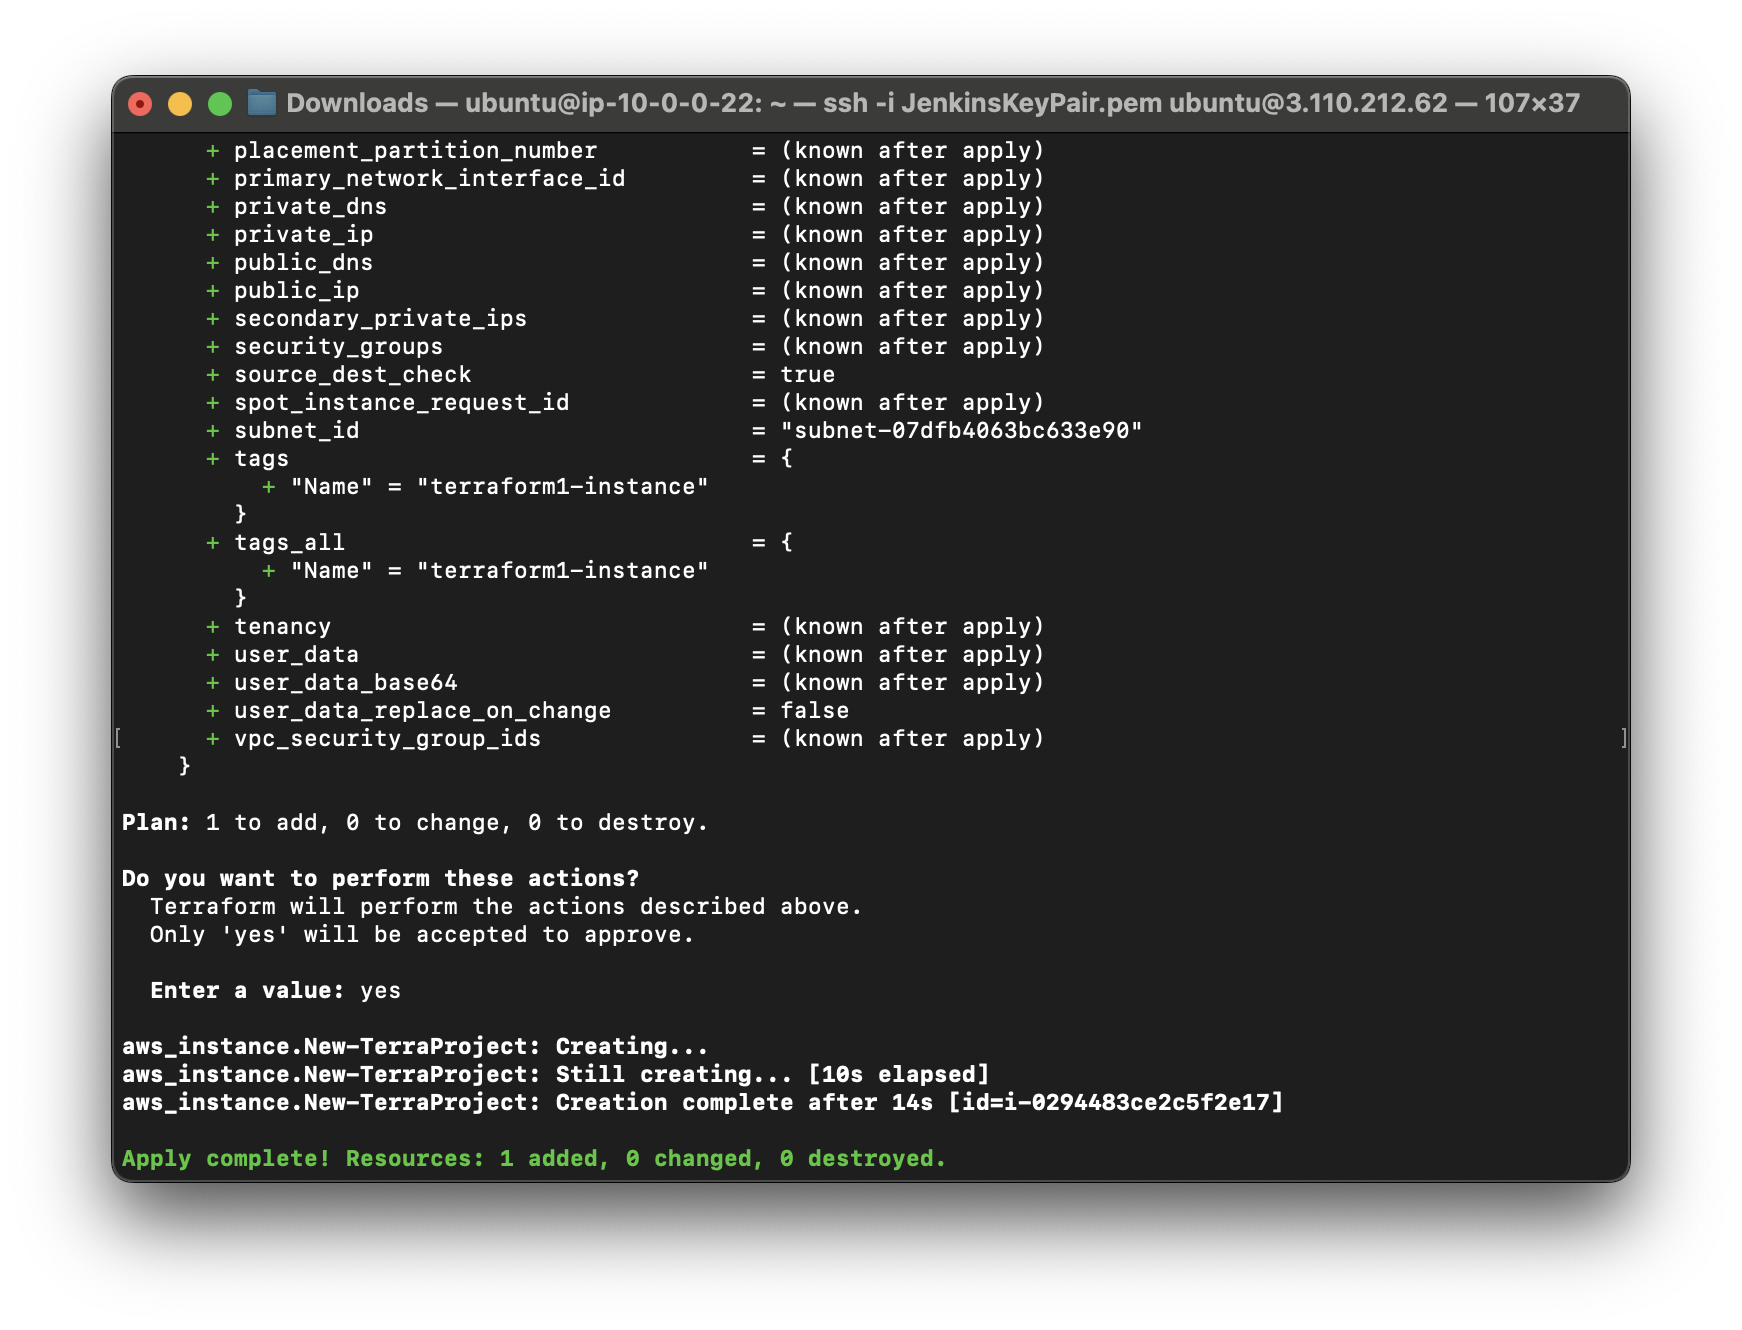 Downloads — ubuntu@ip-10-0-0-22: ~ — ssh -i JenkinsKeyPair.pem ubuntu@3.110.212.62 — 107×37
+ placement_partition_number = (known after apply)
+ primary_network_interface_id = (known after apply)
+ private_dns = (known after apply)
+ private_ip = (known after apply)
+ public_dns = (known after apply)
+ public_ip = (known after apply)
+ secondary_private_ips = (known after apply)
+ security_groups = (known after apply)
+ source_dest_check = true
+ spot_instance_request_id = (known after apply)
+ subnet_id = "subnet-07dfb4063bc633e90"
+ tags = {
+ "Name" = "terraform1-instance"
}
+ tags_all = {
+ "Name" = "terraform1-instance"
}
+ tenancy = (known after apply)
+ user_data = (known after apply)
+ user_data_base64 = (known after apply)
+ user_data_replace_on_change = false
[ + vpc_security_group_ids = (known after apply) ]
}
Plan: 1 to add, 0 to change, 0 to destroy.
Do you want to perform these actions?
Terraform will perform the actions described above.
Only 'yes' will be accepted to approve.
Enter a value: yes
aws_instance.New-TerraProject: Creating...
aws_instance.New-TerraProject: Still creating... [10s elapsed]
aws_instance.New-TerraProject: Creation complete after 14s [id=i-0294483ce2c5f2e17]
Apply complete! Resources: 1 added, 0 changed, 0 destroyed.